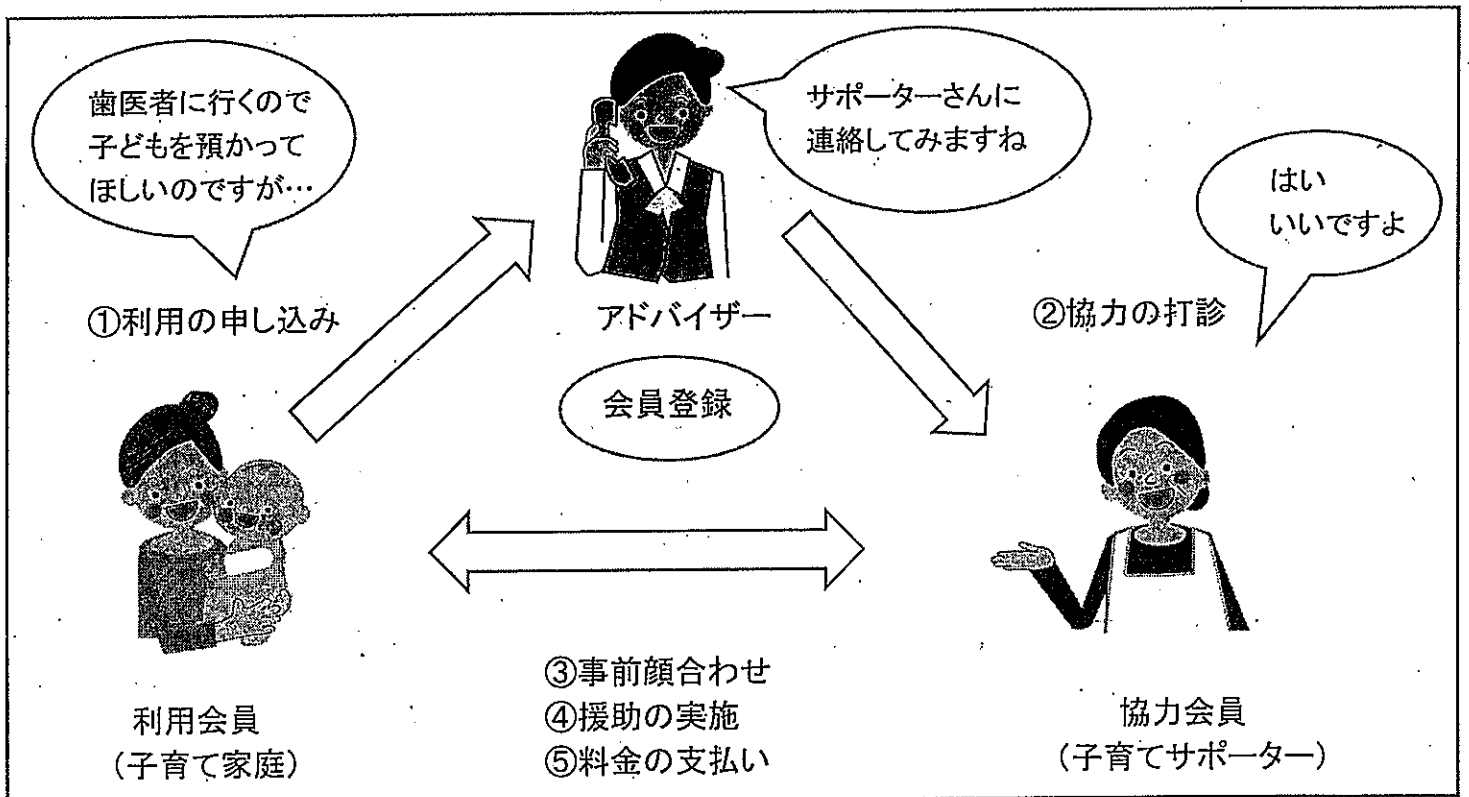 歯医者に行くので
子どもを預かって
ほしいのですが…
サポーターさんに
連絡してみますね
はい
いいですよ
①利用の申し込み
アドバイザー
②協力の打診
会員登録
③事前顔合わせ
④援助の実施
⑤料金の支払い
利用会員
(子育て家庭)
協力会員
(子育てサポーター)